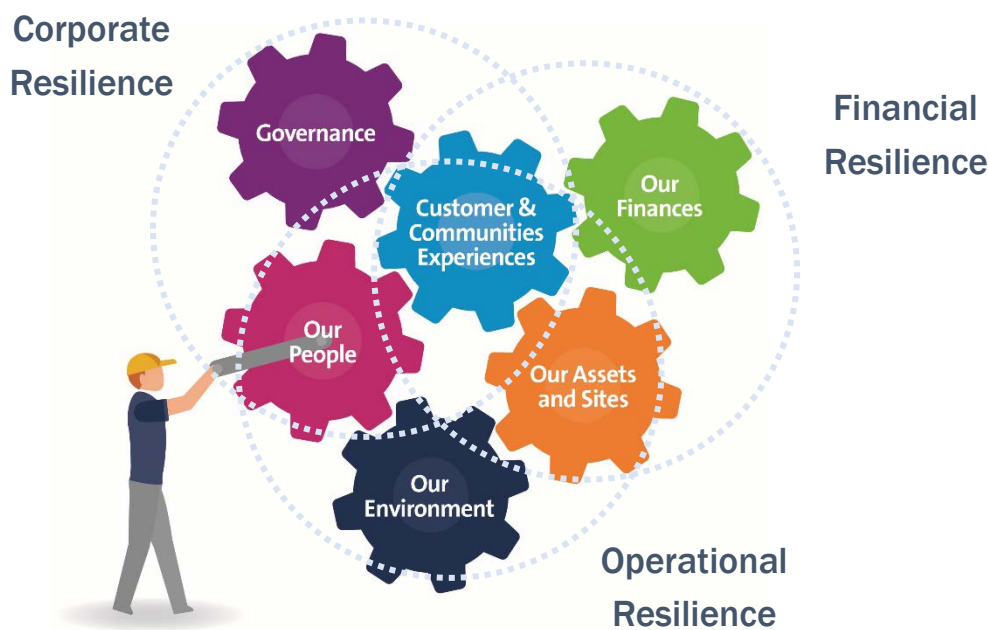 Corporate
Resilience
Governance
Financial
Resilience
Our
Finances
Customer &
Communities
Experiences
Our
People
Our Assets
and Sites
Our
Environment
Operational
Resilience